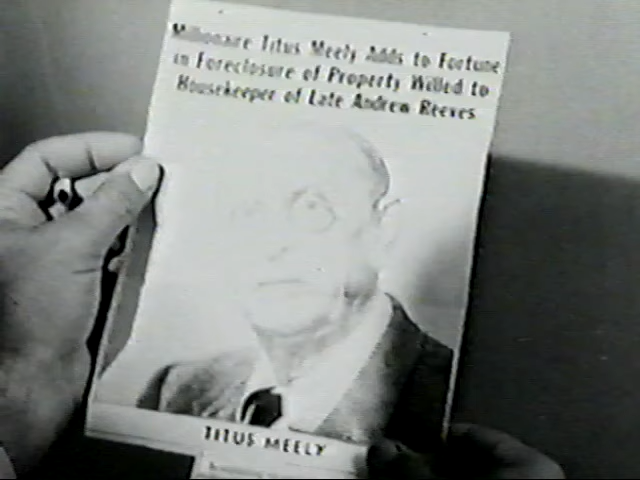 Millionaire Titus Meely Adds to Fortune
in Foreclosure of Property Willed to
Housekeeper of Late Andrew Reeves
TITUS MEELY